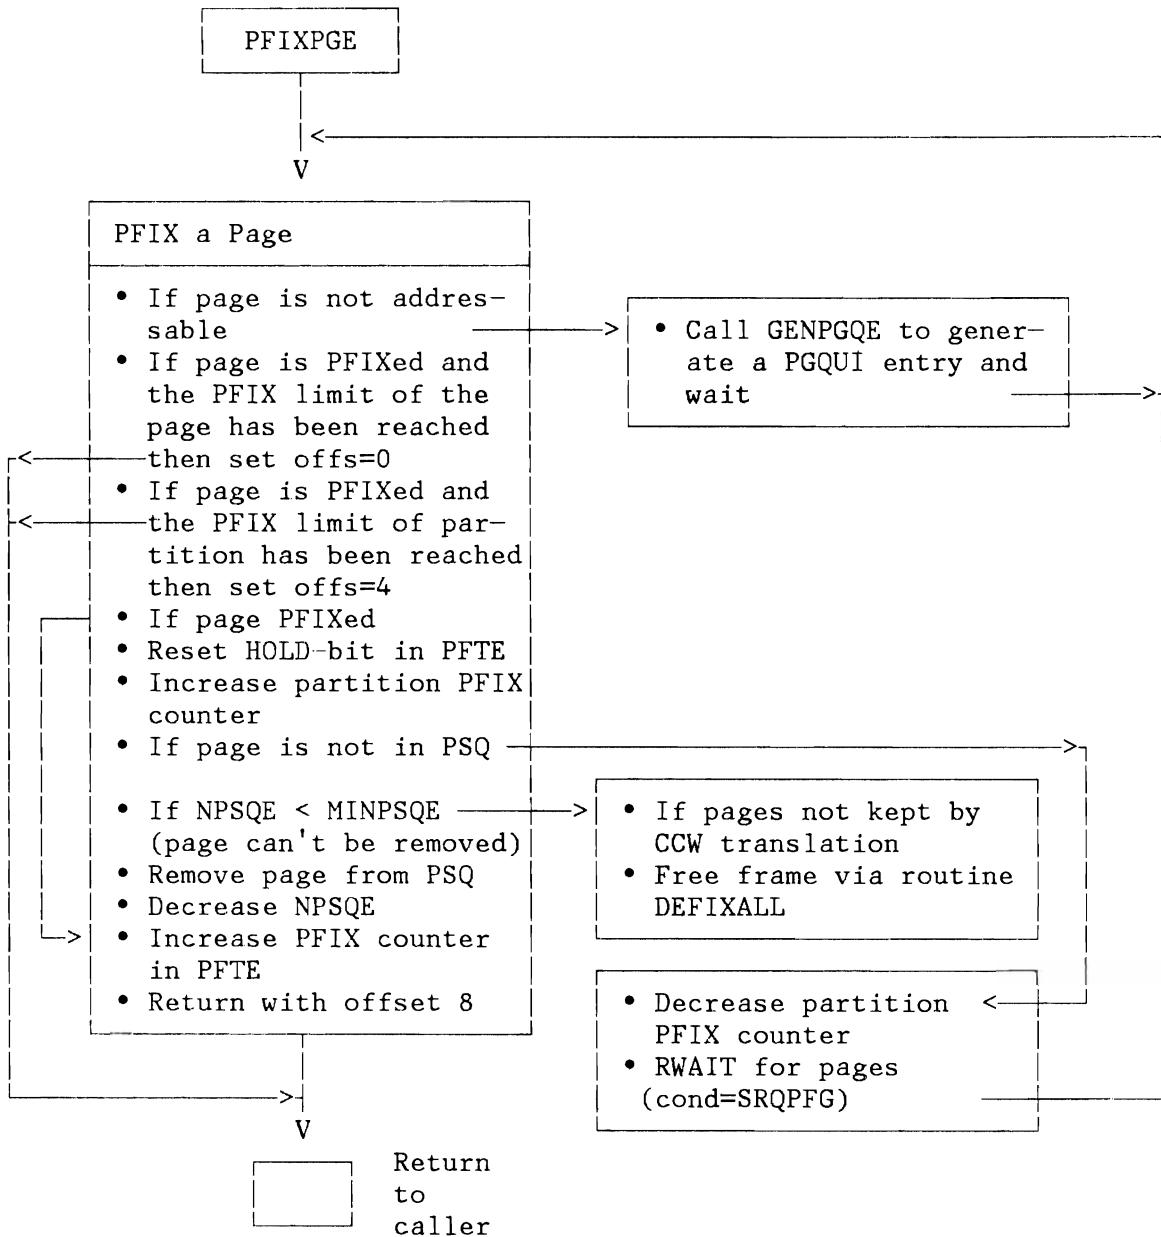 PFIXPGE
V
PFIX a Page
• If page is not addres-
sable
• If page is PFIXed and
the PFIX limit of the
page has been reached
then set offs=0
• If page is PFIXed and
the PFIX limit of par-
tition has been reached
then set offs=4
• If page PFIXed
• Reset HOLD-bit in PFTE
• Increase partition PFIX
counter
• If page is not in PSQ
• If NPSQE < MINPSQE
(page can't be removed)
• Remove page from PSQ
• Decrease NPSQE
• Increase PFIX counter
in PFTE
• Return with offset 8
• Call GENPGQE to gener-
ate a PGQUI entry and
wait
• If pages not kept by
CCW translation
• Free frame via routine
DEFIXALL
• Decrease partition
PFIX counter
• RWAIT for pages
(cond=SRQPFG)
V
Return
to
caller